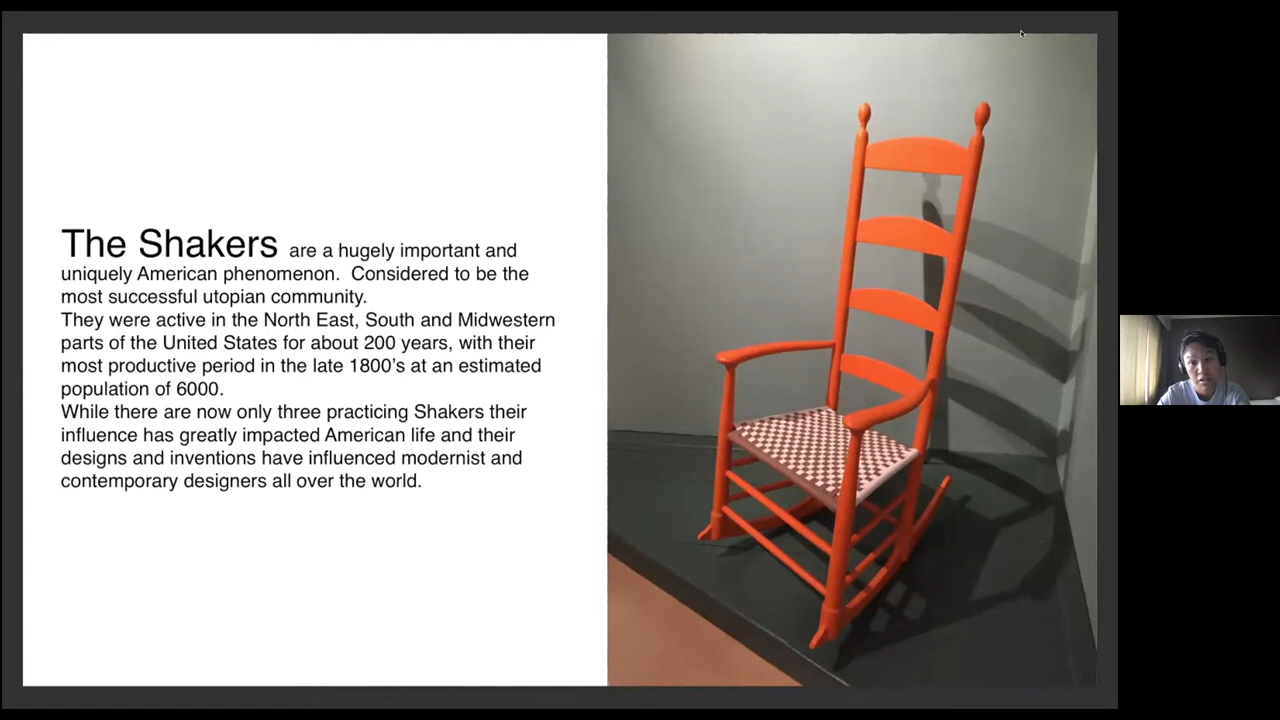 The Shakers are a hugely important and
uniquely American phenomenon.  Considered to be the
most successful utopian community.
They were active in the North East, South and Midwestern
parts of the United States for about 200 years, with their
most productive period in the late 1800's at an estimated
population of 6000.
While there are now only three practicing Shakers their
influence has greatly impacted American life and their
designs and inventions have influenced modernist and
contemporary designers all over the world.